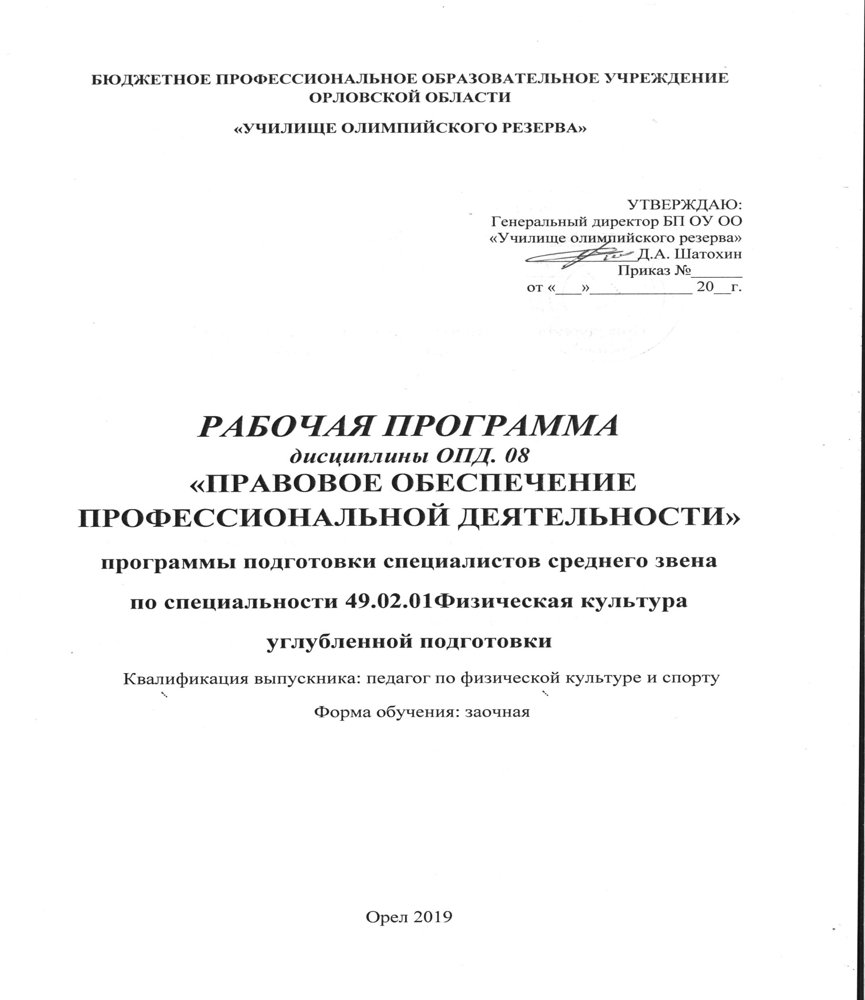 БЮДЖЕТНОЕ ПРОФЕССИОНАЛЬНОЕ ОБРАЗОВАТЕЛЬНОЕ УЧРЕЖДЕНИЕ
ОРЛОВСКОЙ ОБЛАСТИ
«УЧИЛИЩЕ ОЛИМПИЙСКОГО РЕЗЕРВА»
УТВЕРЖДАЮ:
Генеральный директор БП ОУ ОО
«Училище олимпийского резерва»
_____________Д.А. Шатохин
Приказ №______
от «___»____________ 20__г.
РАБОЧАЯ ПРОГРАММА
дисциплины ОПД. 08
«ПРАВОВОЕ ОБЕСПЕЧЕНИЕ
ПРОФЕССИОНАЛЬНОЙ ДЕЯТЕЛЬНОСТИ»
программы подготовки специалистов среднего звена
по специальности 49.02.01Физическая культура
углубленной подготовки
Квалификация выпускника: педагог по физической культуре и спорту
Форма обучения: заочная
Орел 2019